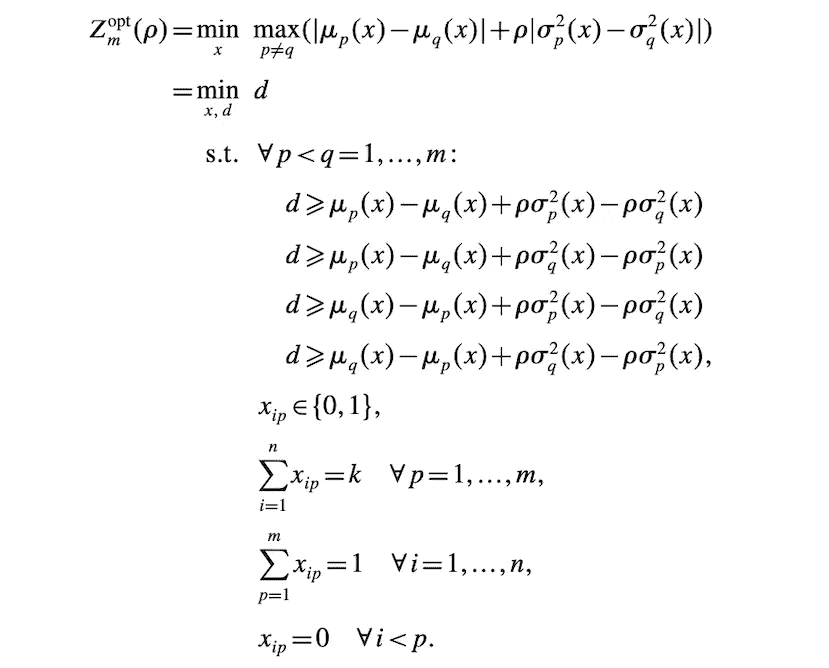 Z_m^opt(ρ) = min_x max_{p≠q} (|μ_p(x) − μ_q(x)| + ρ|σ_p^2(x) − σ_q^2(x)|)
= min_{x, d} d
s.t. ∀ p < q = 1, …, m:
d ⩾ μ_p(x) − μ_q(x) + ρσ_p^2(x) − ρσ_q^2(x)
d ⩾ μ_p(x) − μ_q(x) + ρσ_q^2(x) − ρσ_p^2(x)
d ⩾ μ_q(x) − μ_p(x) + ρσ_p^2(x) − ρσ_q^2(x)
d ⩾ μ_q(x) − μ_p(x) + ρσ_q^2(x) − ρσ_p^2(x),
x_{ip} ∈ {0, 1},
∑_{i=1}^n x_{ip} = k ∀ p = 1, …, m,
∑_{p=1}^m x_{ip} = 1 ∀ i = 1, …, n,
x_{ip} = 0 ∀ i < p.